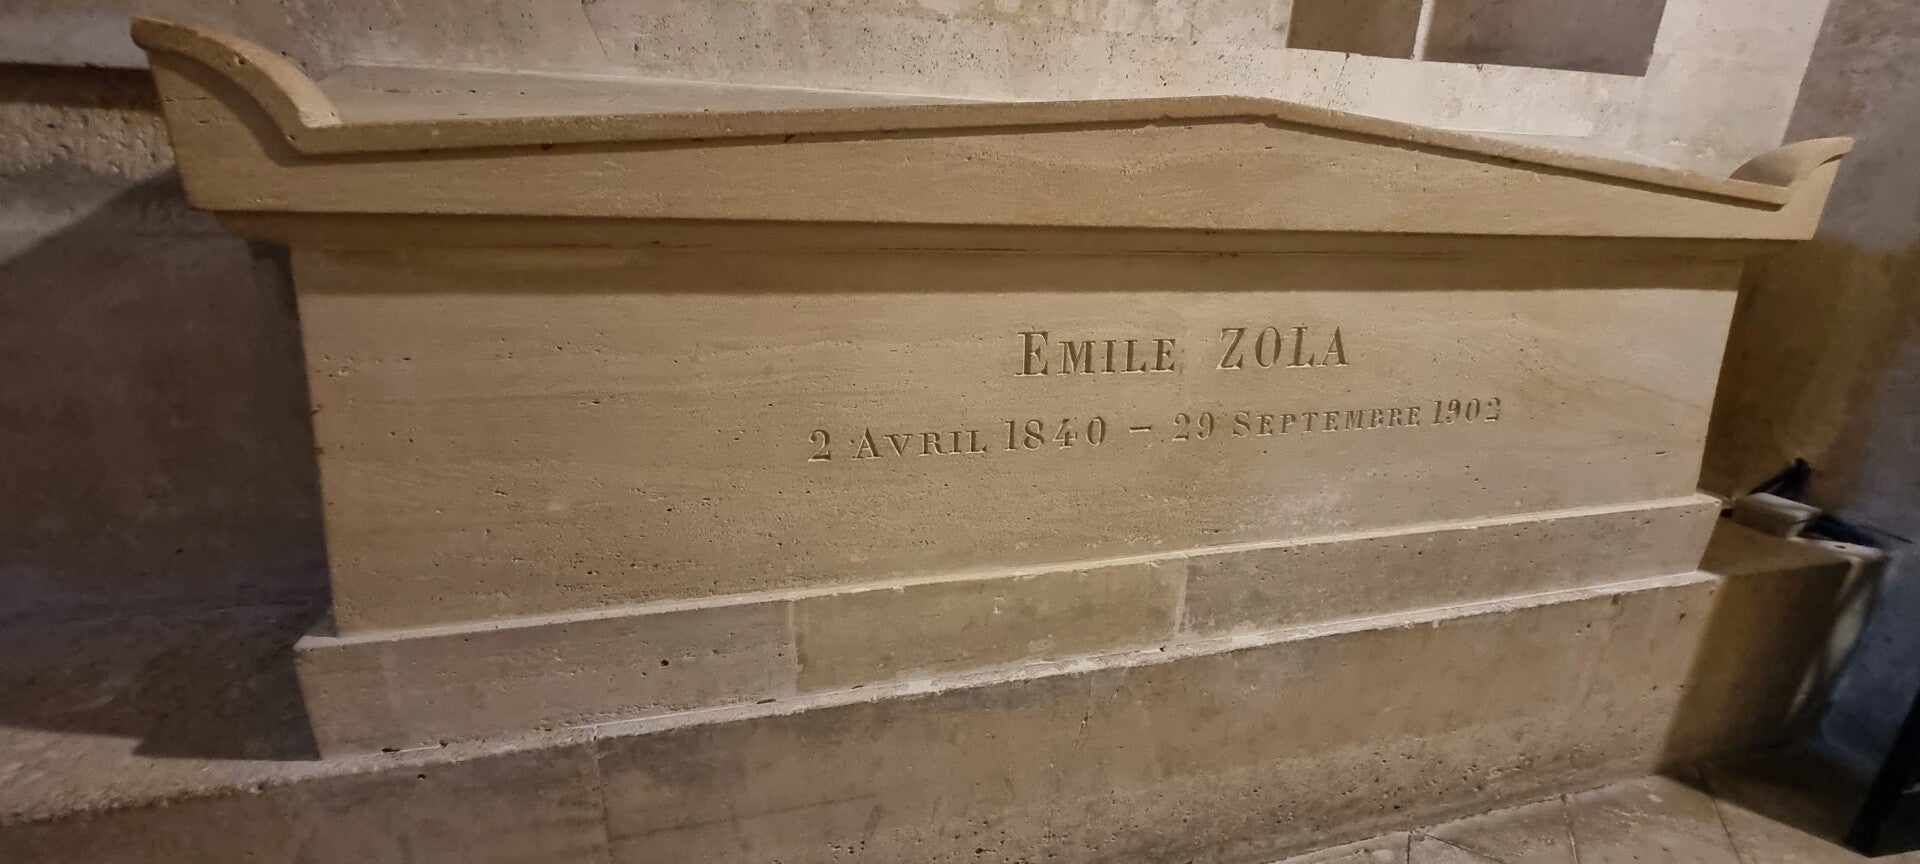 EMILE ZOLA
2 AVRIL 1840 - 29 SEPTEMBRE 1902